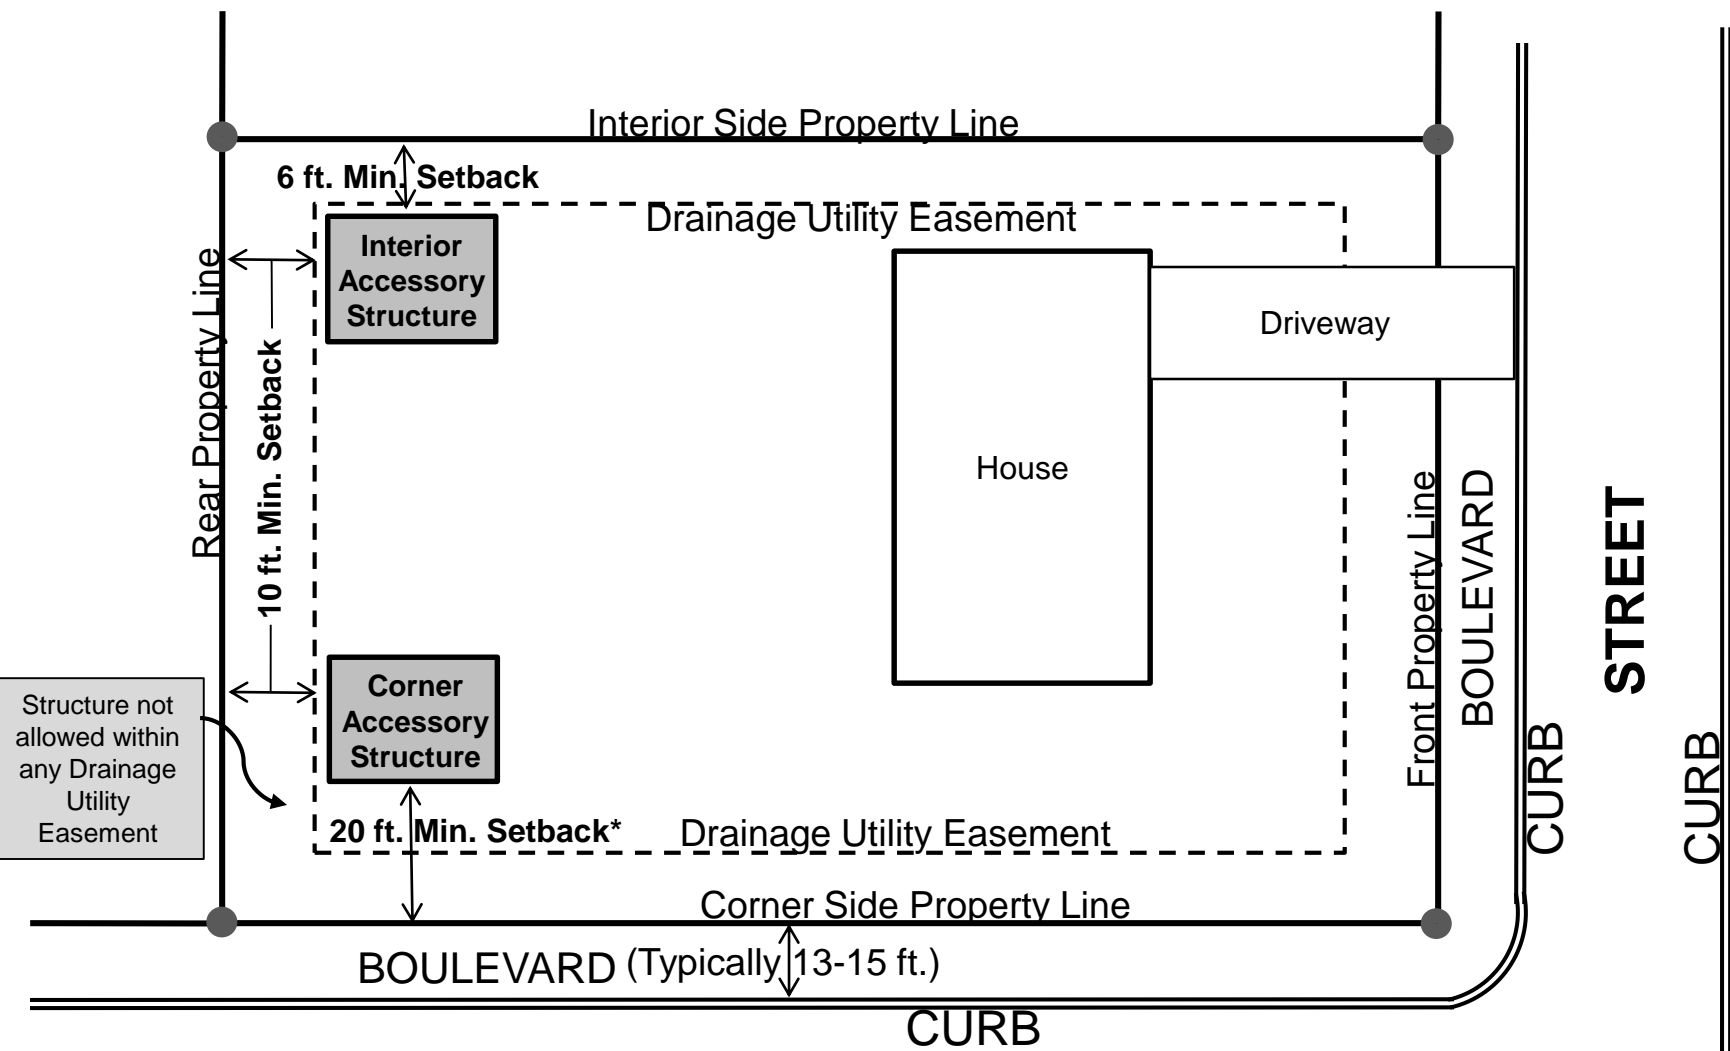 Interior Side Property Line
6 ft. Min. Setback
Drainage Utility Easement
Interior
Accessory
Structure
Rear Property Line
10 ft. Min. Setback
Driveway
House
Front Property Line
BOULEVARD
STREET
CURB
CURB
Corner
Accessory
Structure
Structure not
allowed within
any Drainage
Utility
Easement
20 ft. Min. Setback*
Drainage Utility Easement
Corner Side Property Line
BOULEVARD (Typically 13-15 ft.)
CURB